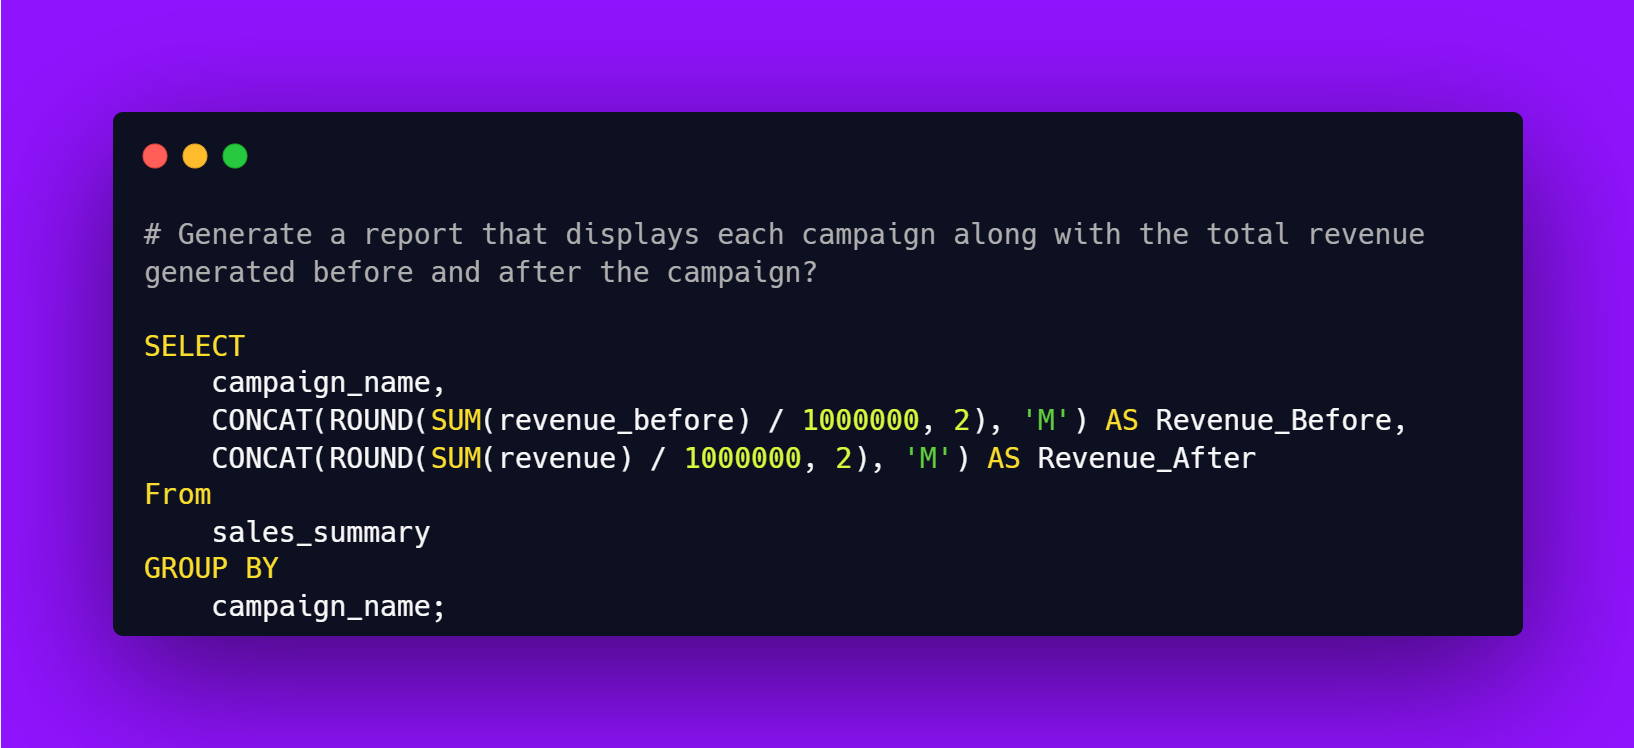 # Generate a report that displays each campaign along with the total revenue
generated before and after the campaign?
SELECT
campaign_name,
CONCAT(ROUND(SUM(revenue_before) / 1000000, 2), 'M') AS Revenue_Before,
CONCAT(ROUND(SUM(revenue) / 1000000, 2), 'M') AS Revenue_After
From
sales_summary
GROUP BY
campaign_name;